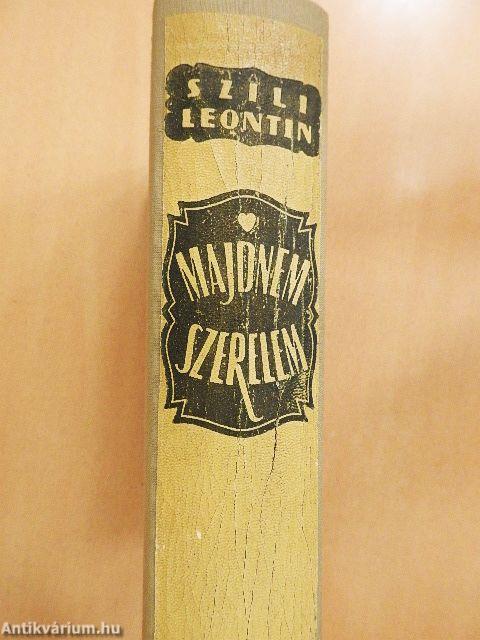 SZILI
LEONTIN
MAJDNEM
SZERELEM
Antikvárium.hu